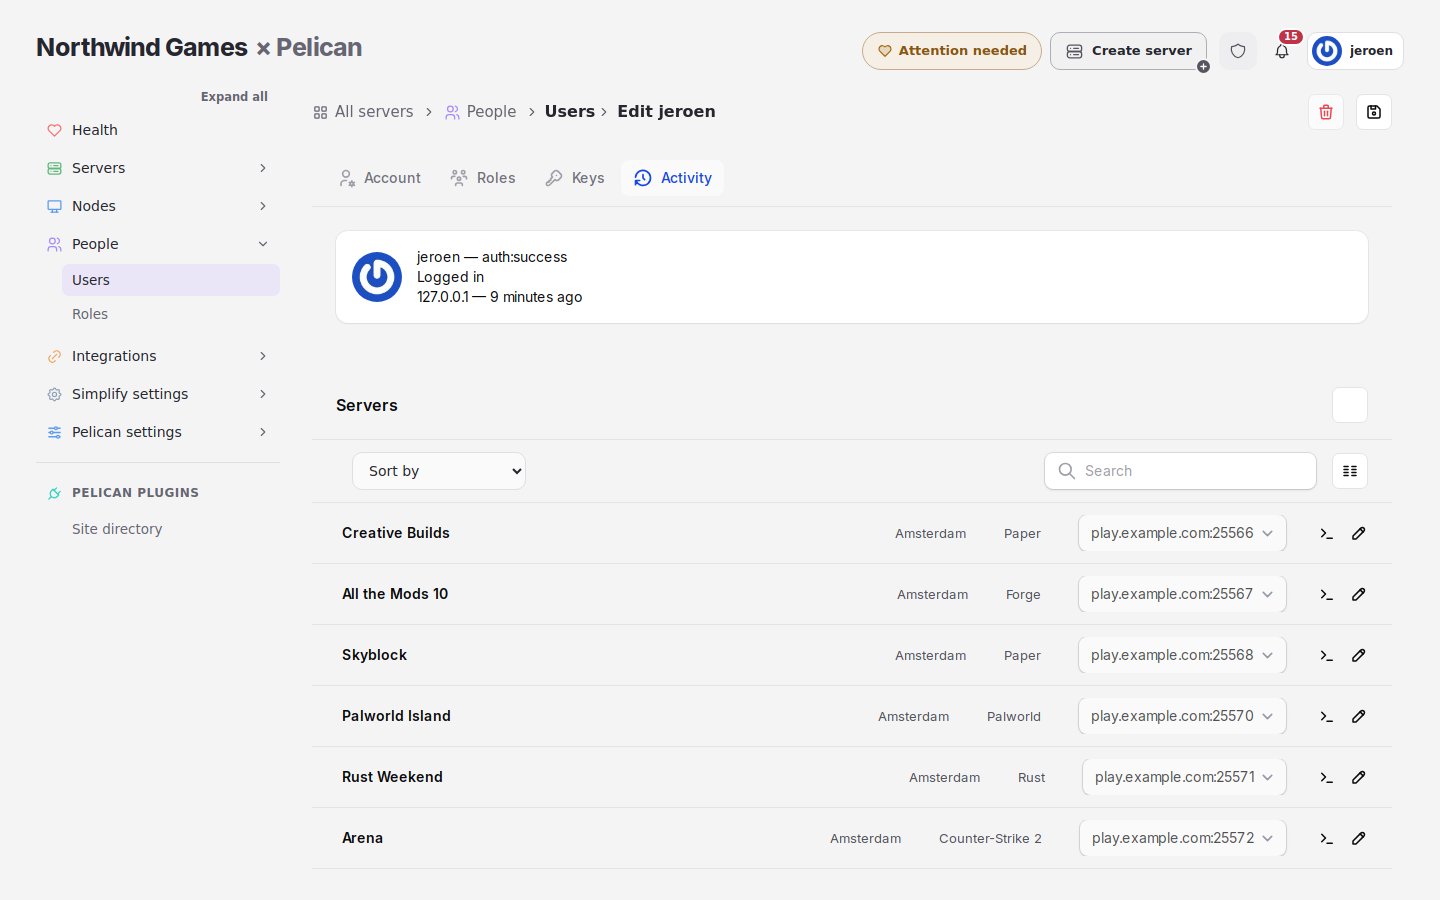 Northwind Games × Pelican
Attention needed
Create server
15
jeroen
Expand all
Health
Servers
Nodes
People
Users
Roles
Integrations
Simplify settings
Pelican settings
PELICAN PLUGINS
Site directory
All servers > People > Users > Edit jeroen
Account
Roles
Keys
Activity
jeroen — auth:success
Logged in
127.0.0.1 — 9 minutes ago
Servers
Sort by
Search
Creative Builds Amsterdam Paper play.example.com:25566
All the Mods 10 Amsterdam Forge play.example.com:25567
Skyblock Amsterdam Paper play.example.com:25568
Palworld Island Amsterdam Palworld play.example.com:25570
Rust Weekend Amsterdam Rust play.example.com:25571
Arena Amsterdam Counter-Strike 2 play.example.com:25572